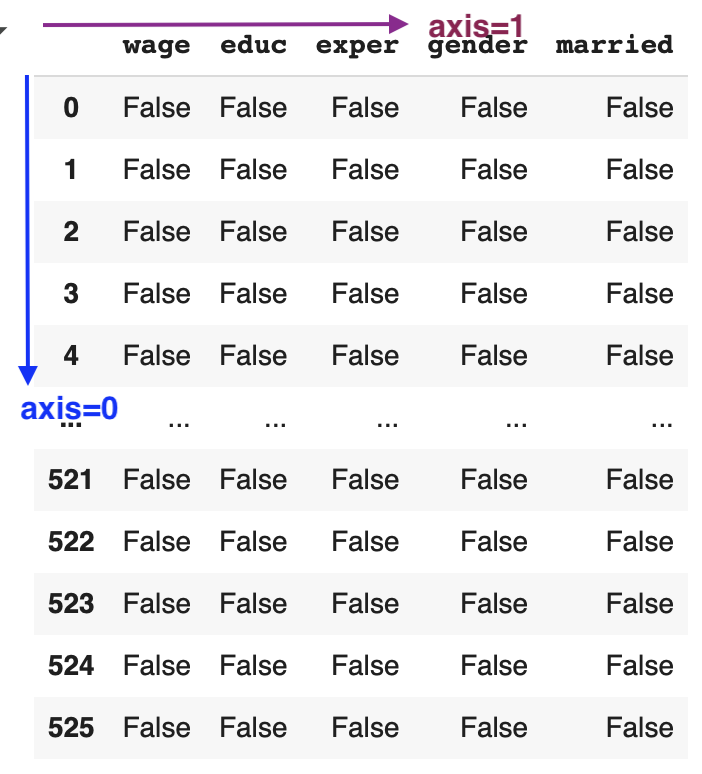 axis=1
wage educ exper gender married
0 False False False False False
1 False False False False False
2 False False False False False
3 False False False False False
4 False False False False False
axis=0
... ... ... ... ... ...
521 False False False False False
522 False False False False False
523 False False False False False
524 False False False False False
525 False False False False False